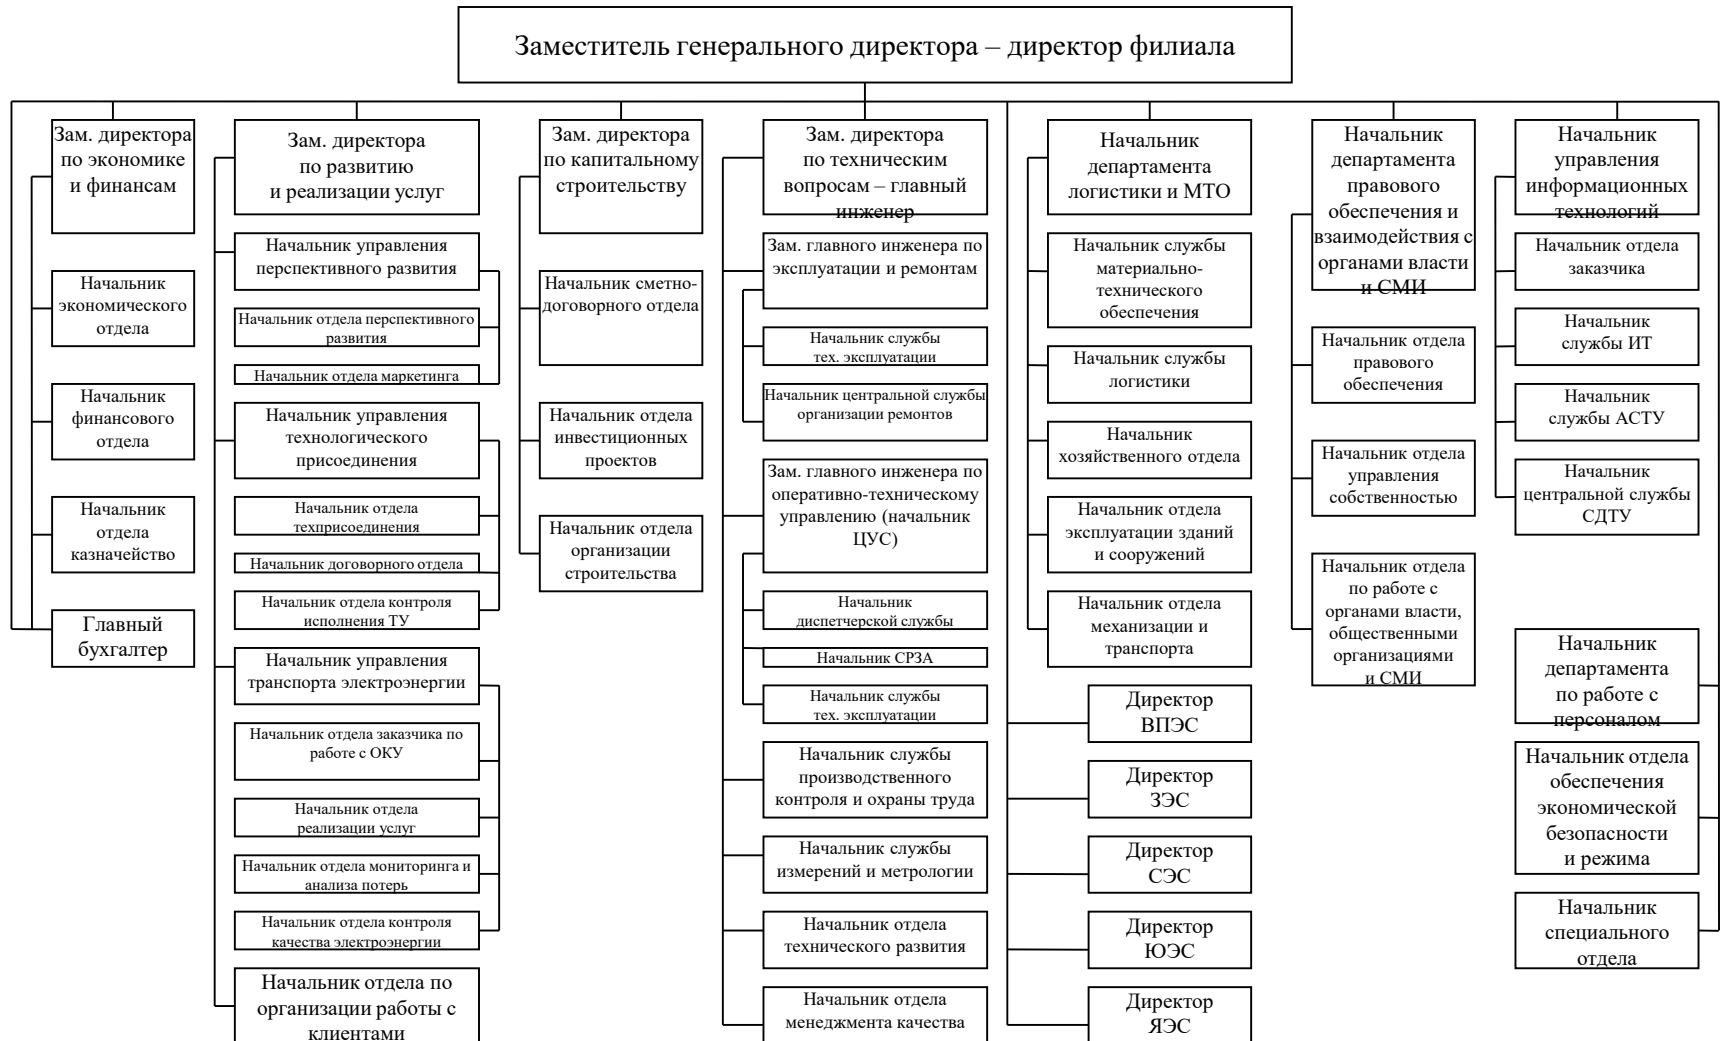 Заместитель генерального директора – директор филиала
Зам. директора
по экономике
и финансам
Начальник
экономического
отдела
Начальник
финансового
отдела
Начальник
отдела
казначейство
Главный
бухгалтер
Зам. директора
по развитию
и реализации услуг
Начальник управления
перспективного развития
Начальник отдела перспективного
развития
Начальник отдела маркетинга
Начальник управления
технологического
присоединения
Начальник отдела
техприсоединения
Начальник договорного отдела
Начальник отдела контроля
исполнения ТУ
Начальник управления
транспорта электроэнергии
Начальник отдела заказчика по
работе с ОКУ
Начальник отдела
реализации услуг
Начальник отдела мониторинга и
анализа потерь
Начальник отдела контроля
качества электроэнергии
Начальник отдела по
организации работы с
клиентами
Зам. директора
по капитальному
строительству
Начальник сметно-
договорного отдела
Начальник отдела
инвестиционных
проектов
Начальник отдела
организации
строительства
Зам. директора
по техническим
вопросам – главный
инженер
Зам. главного инженера по
эксплуатации и ремонтам
Начальник службы
тех. эксплуатации
Начальник центральной службы
организации ремонтов
Зам. главного инженера по
оперативно-техническому
управлению (начальник
ЦУС)
Начальник
диспетчерской службы
Начальник СРЗА
Начальник службы
тех. эксплуатации
Начальник службы
производственного
контроля и охраны труда
Начальник службы
измерений и метрологии
Начальник отдела
технического развития
Начальник отдела
менеджмента качества
Начальник
департамента
логистики и МТО
Начальник службы
материально-
технического
обеспечения
Начальник службы
логистики
Начальник
хозяйственного отдела
Начальник отдела
эксплуатации зданий
и сооружений
Начальник отдела
механизации и
транспорта
Директор
ВПЭС
Директор
ЗЭС
Директор
СЭС
Директор
ЮЭС
Директор
ЯЭС
Начальник
департамента
правового
обеспечения и
взаимодействия с
органами власти
и СМИ
Начальник отдела
правового
обеспечения
Начальник отдела
управления
собственностью
Начальник отдела
по работе с
органами власти,
общественными
организациями
и СМИ
Начальник
управления
информационных
технологий
Начальник отдела
заказчика
Начальник
службы ИТ
Начальник
службы АСТУ
Начальник
центральной службы
СДТУ
Начальник
департамента
по работе с
персоналом
Начальник отдела
обеспечения
экономической
безопасности
и режима
Начальник
специального
отдела